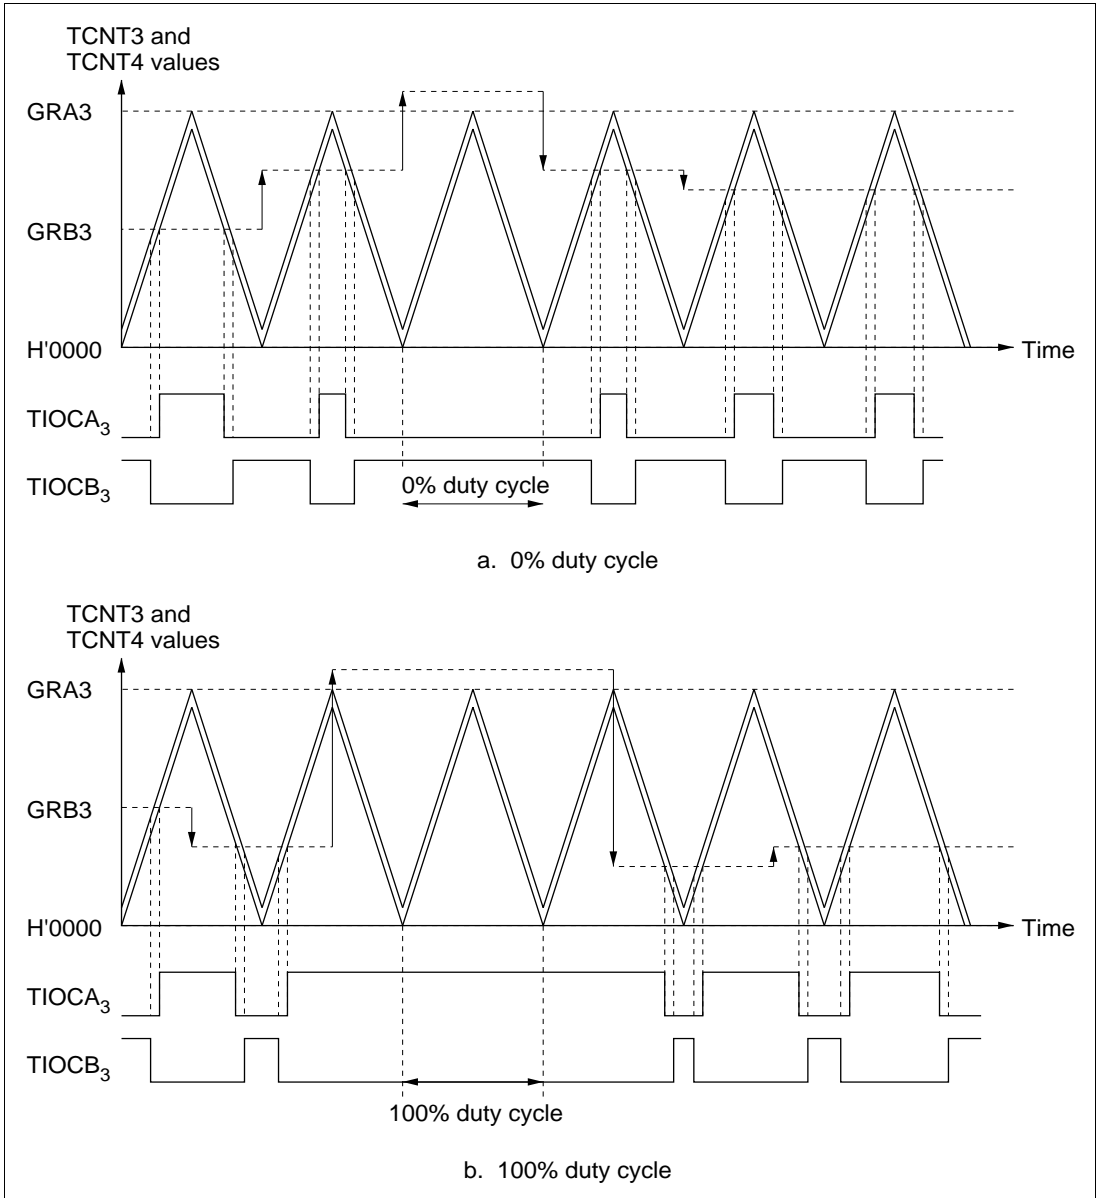 TCNT3 and
TCNT4 values
GRA3
GRB3
H'0000
Time
TIOCA3
TIOCB3
0% duty cycle
a. 0% duty cycle
TCNT3 and
TCNT4 values
GRA3
GRB3
H'0000
Time
TIOCA3
TIOCB3
100% duty cycle
b. 100% duty cycle